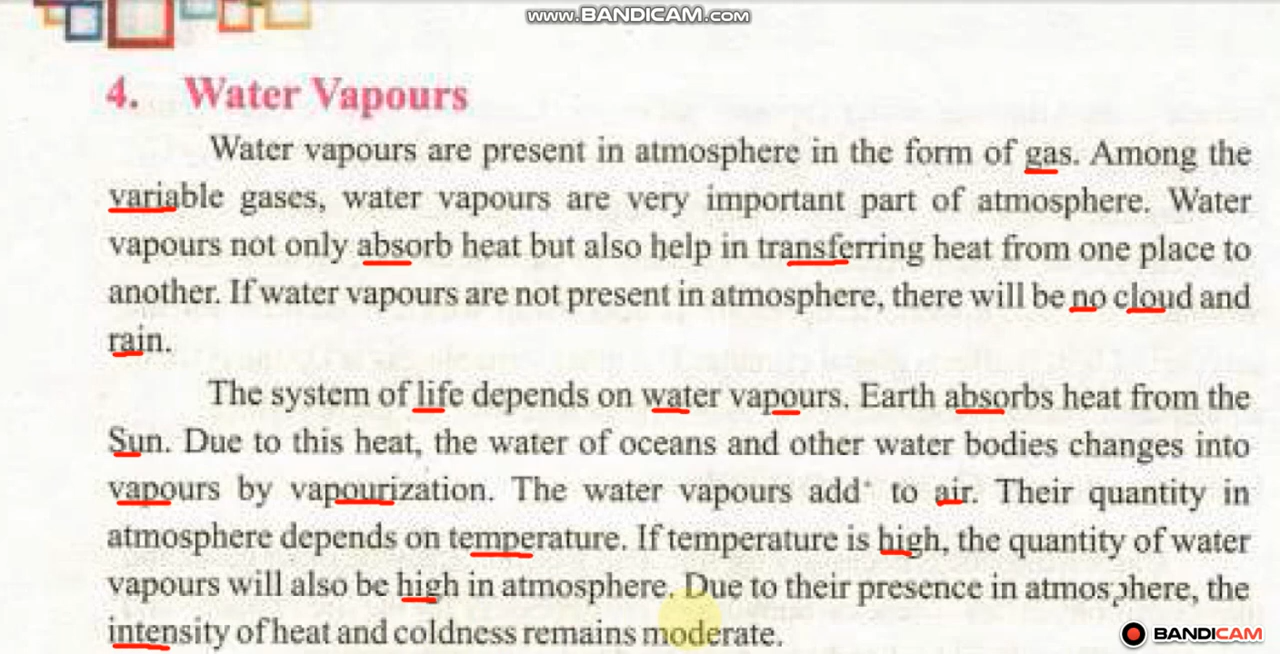 www.BANDICAM.com
4. Water Vapours
Water vapours are present in atmosphere in the form of gas. Among the
variable gases, water vapours are very important part of atmosphere. Water
vapours not only absorb heat but also help in transferring heat from one place to
another. If water vapours are not present in atmosphere, there will be no cloud and
rain.
The system of life depends on water vapours. Earth absorbs heat from the
Sun. Due to this heat, the water of oceans and other water bodies changes into
vapours by vapourization. The water vapours add to air. Their quantity in
atmosphere depends on temperature. If temperature is high, the quantity of water
vapours will also be high in atmosphere. Due to their presence in atmosphere, the
intensity of heat and coldness remains moderate.
BANDICAM